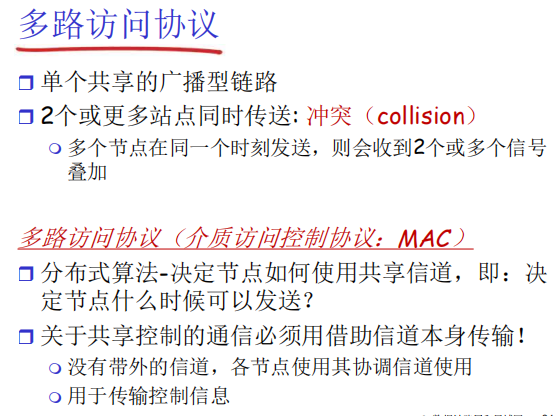 多路访问协议
单个共享的广播型链路
2个或更多站点同时传送: 冲突（collision）
多个节点在同一个时刻发送，则会收到2个或多个信号
叠加
多路访问协议（介质访问控制协议：MAC）
分布式算法-决定节点如何使用共享信道，即：决
定节点什么时候可以发送？
关于共享控制的通信必须用借助信道本身传输！
没有带外的信道，各节点使用其协调信道使用
用于传输控制信息